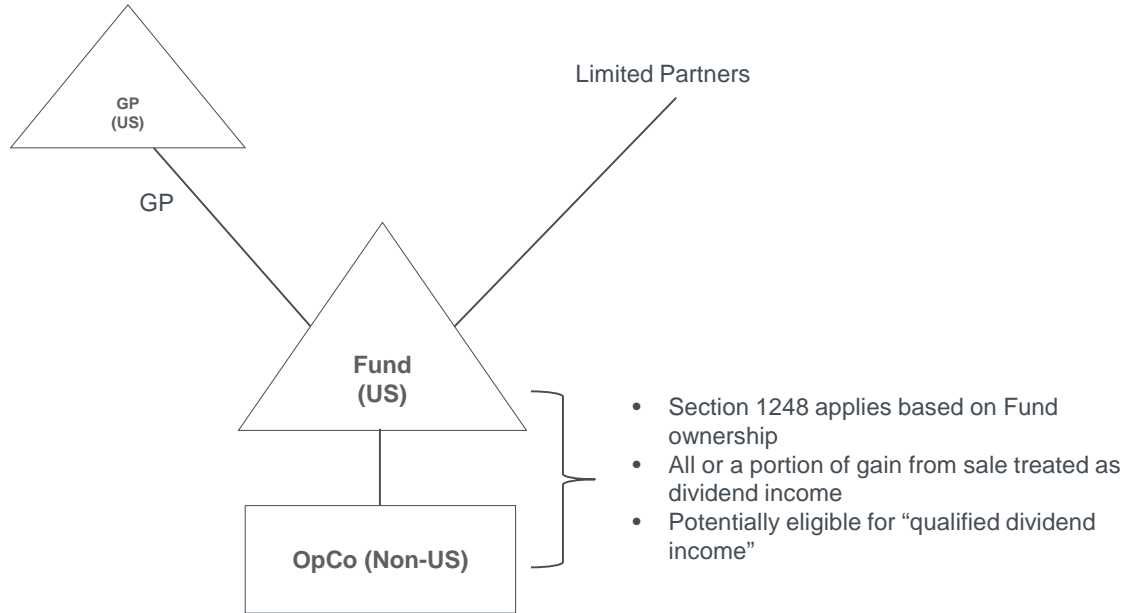 GP
(US)
Limited Partners
GP
Fund
(US)
• Section 1248 applies based on Fund
ownership
• All or a portion of gain from sale treated as
dividend income
• Potentially eligible for “qualified dividend
income”
OpCo (Non-US)